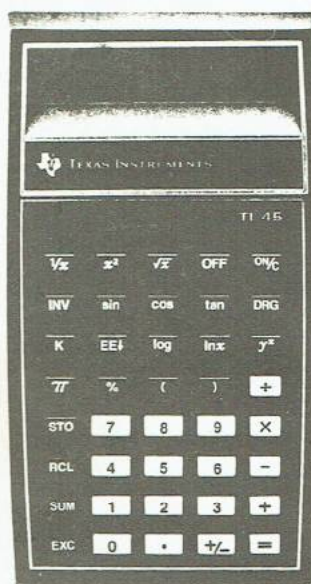 TEXAS INSTRUMENTS
TI-45
1/x x² √x OFF ON/C
INV sin cos tan DRG
K EE↓ log lnx yˣ
π % ( ) ÷
STO 7 8 9 X
RCL 4 5 6 −
SUM 1 2 3 +
EXC 0 . +/− =